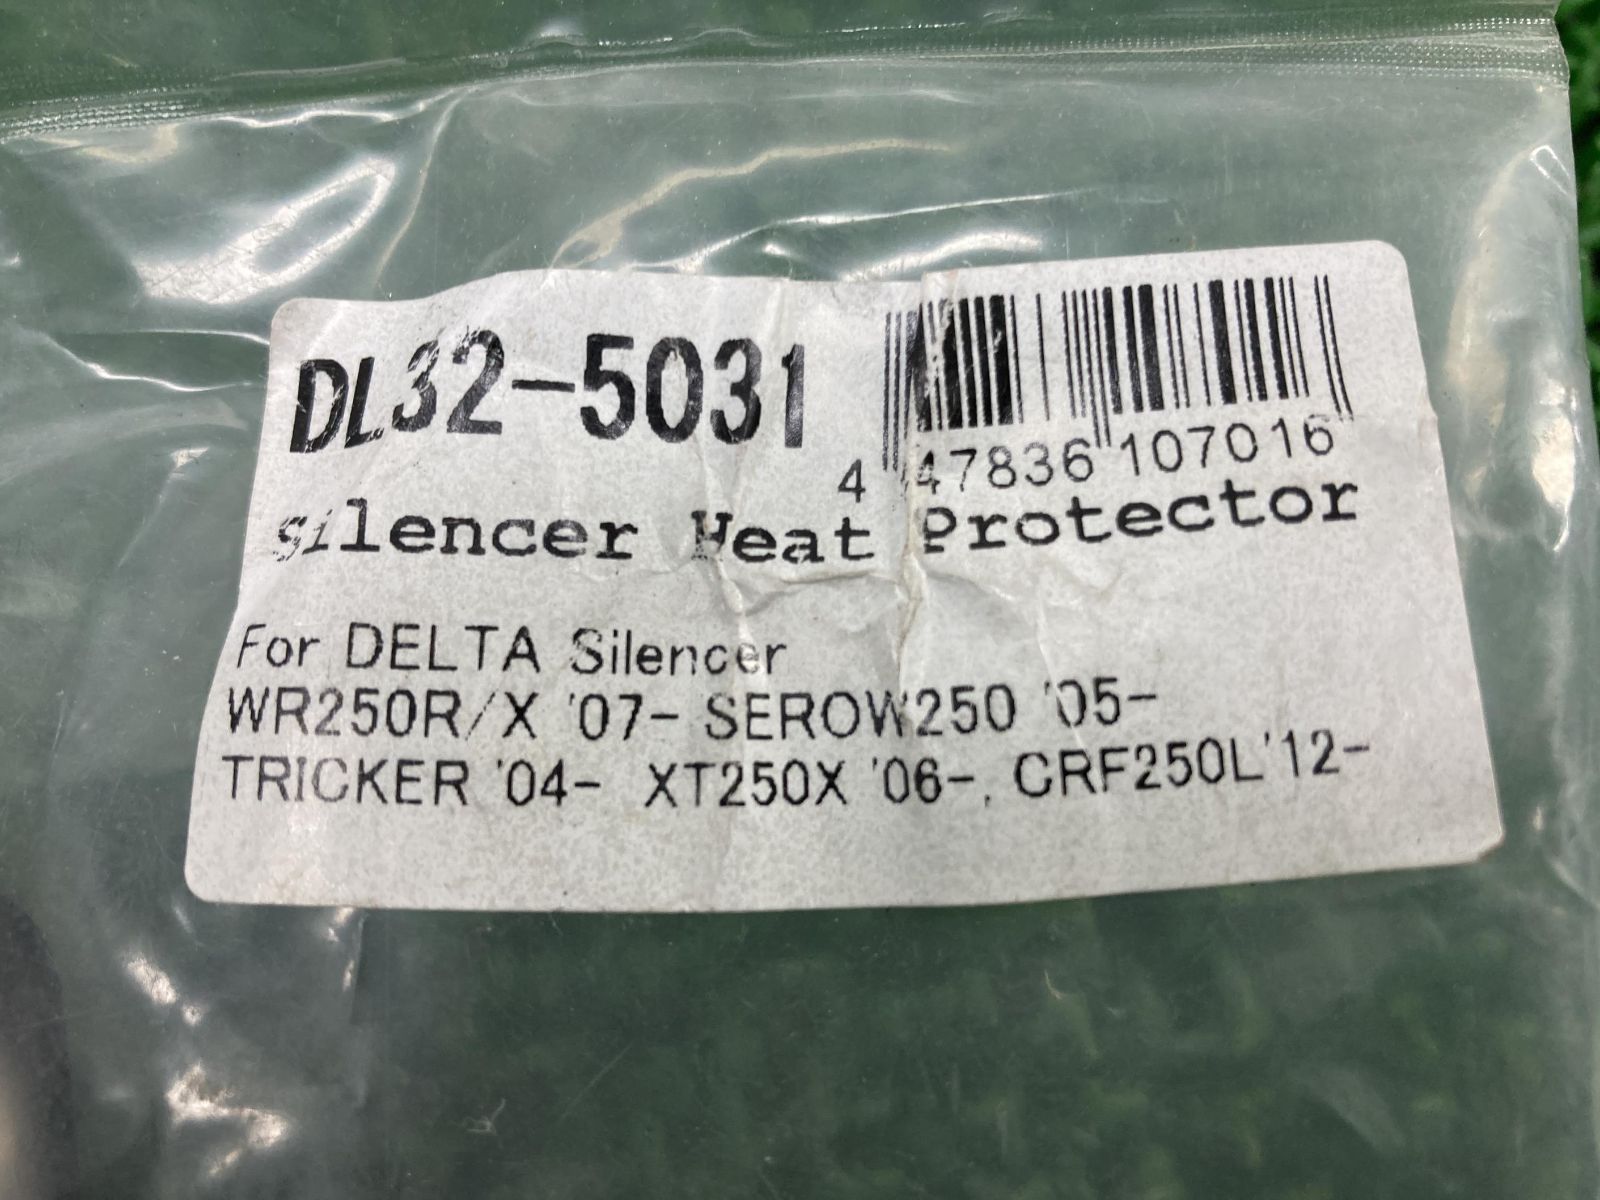 DL32-5031
4 47836 107016
silencer Heat Protector
For DELTA Silencer
WR250R/X '07- SEROW250 '05-
TRICKER '04- XT250X '06-, CRF250L'12-